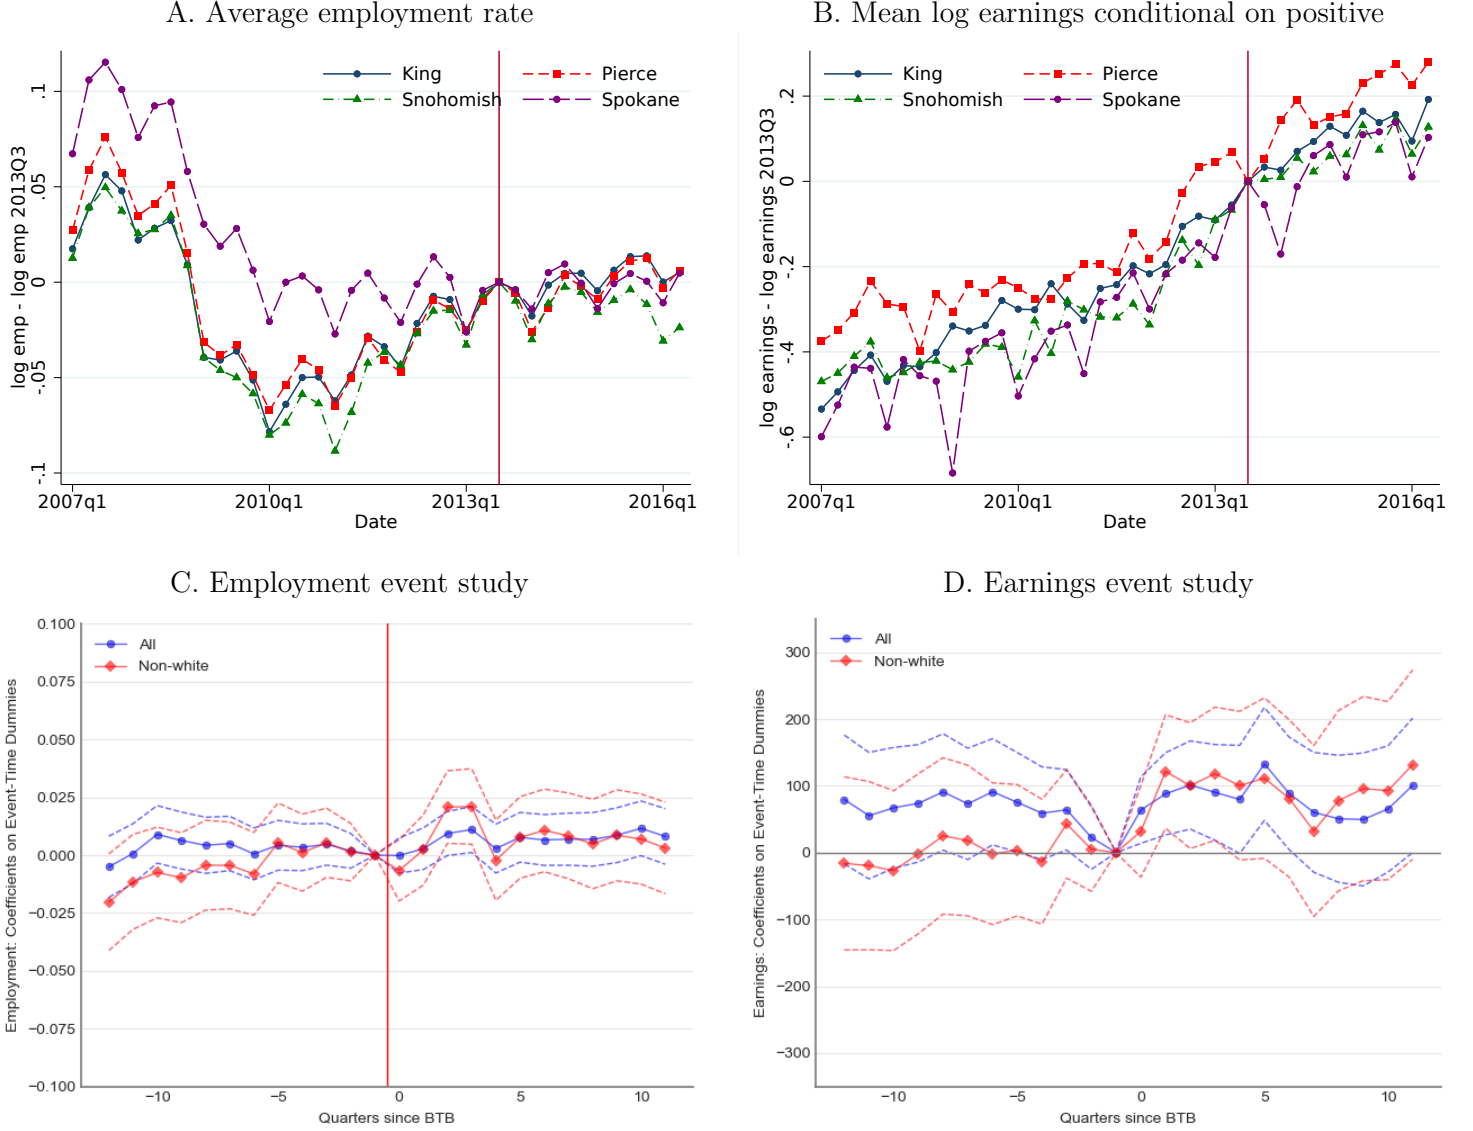 A. Average employment rate
King
Pierce
Snohomish
Spokane
log emp - log emp 2013Q3
.1
.05
0
-.05
-.1
2007q1
2010q1
2013q1
2016q1
Date
B. Mean log earnings conditional on positive
King
Pierce
Snohomish
Spokane
log earnings - log earnings 2013Q3
.2
0
-.2
-.4
-.6
2007q1
2010q1
2013q1
2016q1
Date
C. Employment event study
All
Non-white
Employment: Coefficients on Event-Time Dummies
0.100
0.075
0.050
0.025
0.000
−0.025
−0.050
−0.075
−0.100
−10
−5
0
5
10
Quarters since BTB
D. Earnings event study
All
Non-white
Earnings: Coefficients on Event-Time Dummies
300
200
100
0
−100
−200
−300
−10
−5
0
5
10
Quarters since BTB